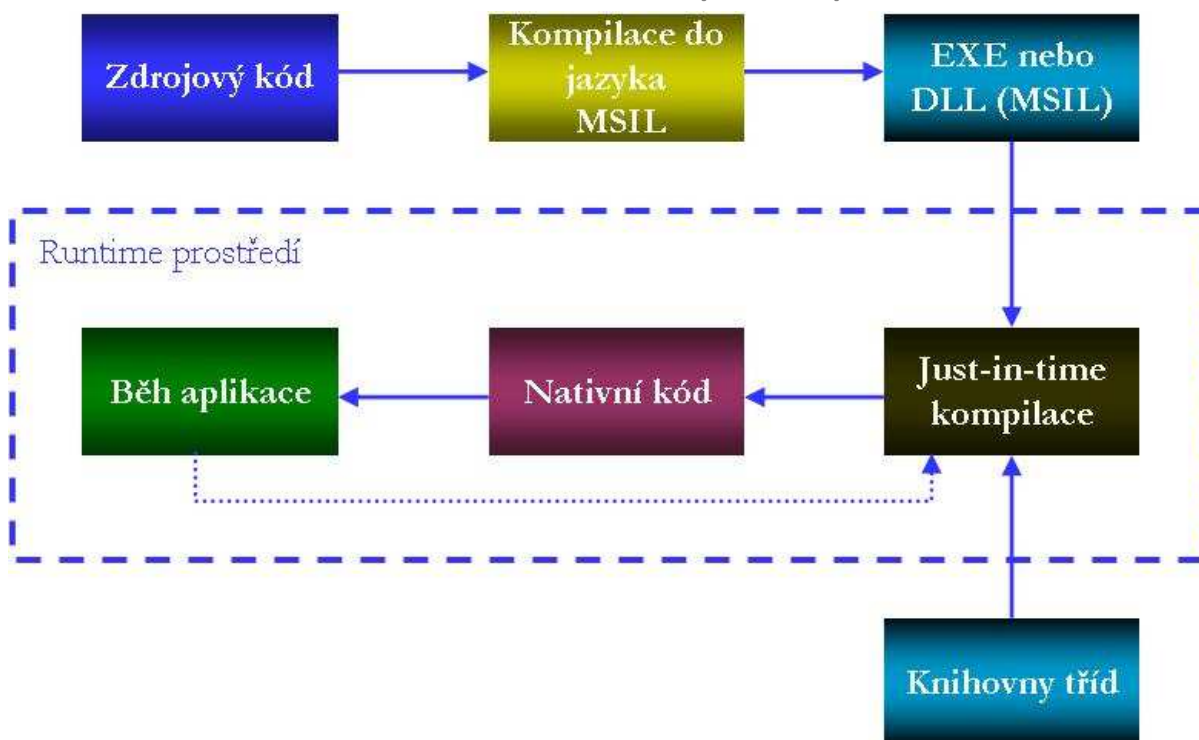 Zdrojový kód
Kompilace do
jazyka
MSIL
EXE nebo
DLL (MSIL)
Runtime prostředí
Běh aplikace
Nativní kód
Just-in-time
kompilace
Knihovny tříd